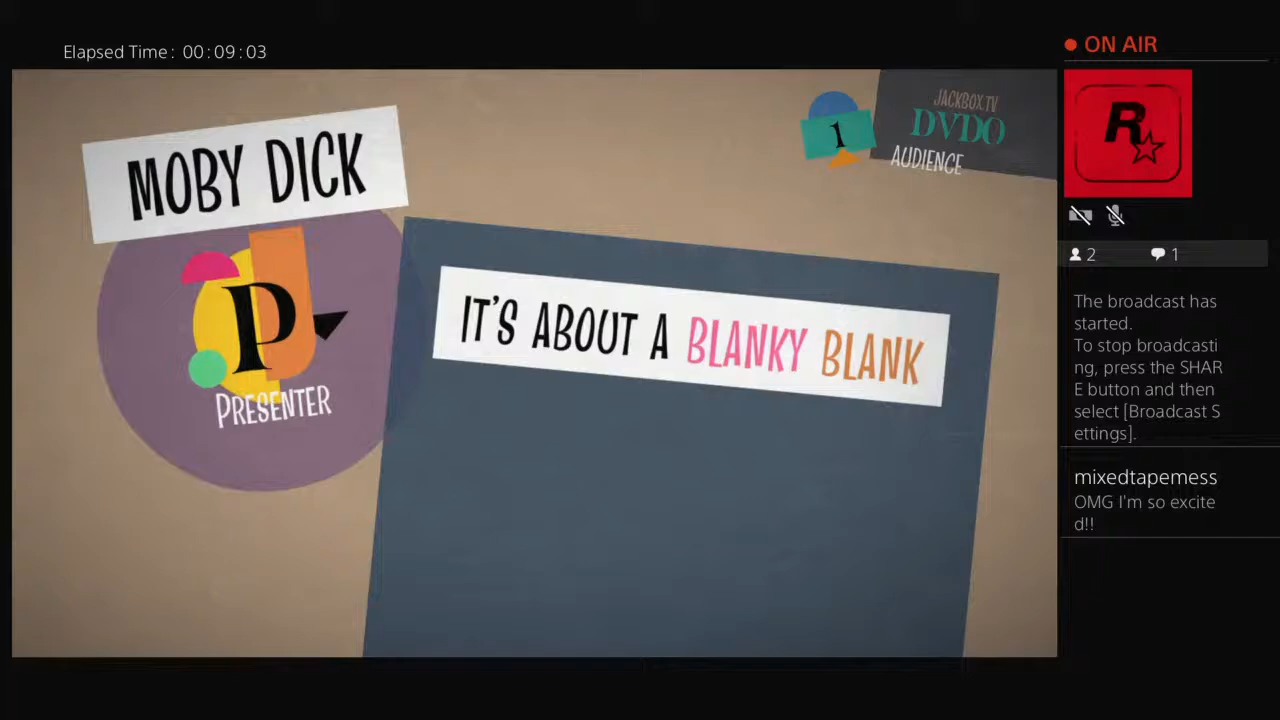 Elapsed Time: 00:09:03
ON AIR
MOBY DICK
P
PRESENTER
1
JACKBOX.TV
DVDO
AUDIENCE
IT'S ABOUT A BLANKY BLANK
R
2 1
The broadcast has
started.
To stop broadcasti
ng, press the SHAR
E button and then
select [Broadcast S
ettings].
mixedtapemess
OMG I'm so excite
d!!